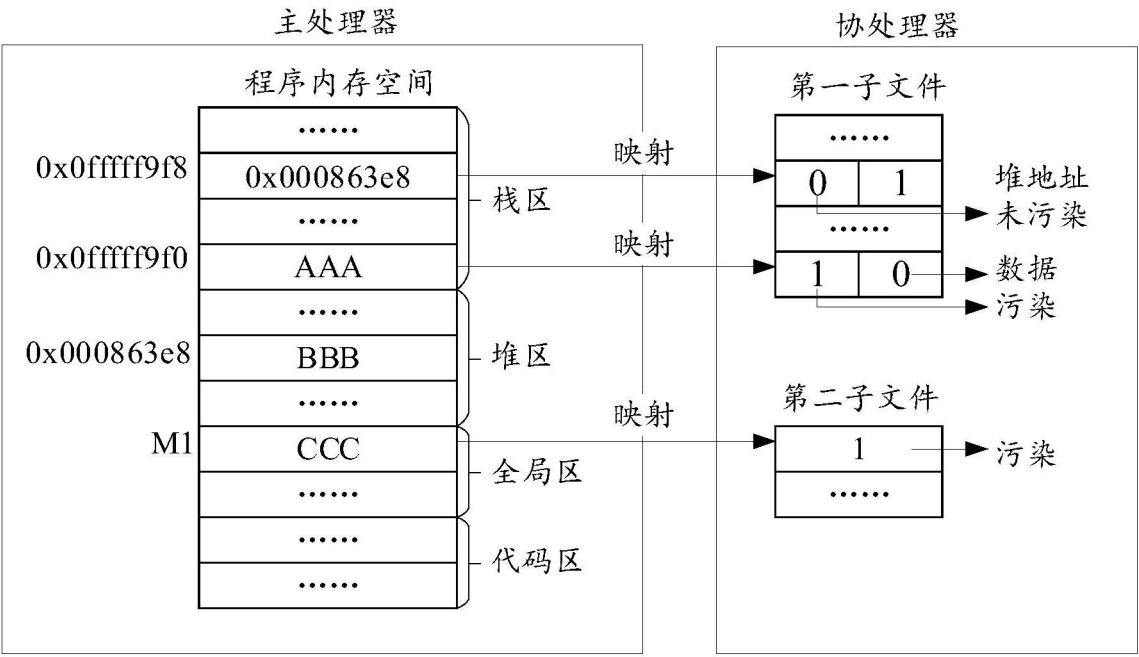 主处理器
协处理器
程序内存空间
第一子文件
……
……
0x0fffff9f8
0x000863e8
映射
0
1
堆地址
未污染
栈区
……
……
0x0fffff9f0
AAA
映射
1
0
数据
污染
……
0x000863e8
BBB
堆区
……
第二子文件
M1
CCC
映射
1
污染
全局区
……
……
……
代码区
……